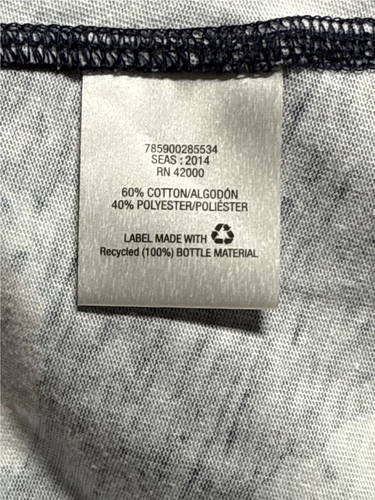 785900285534
SEAS : 2014
RN 42000
60% COTTON/ALGODÓN
40% POLYESTER/POLIÉSTER
LABEL MADE WITH
Recycled (100%) BOTTLE MATERIAL